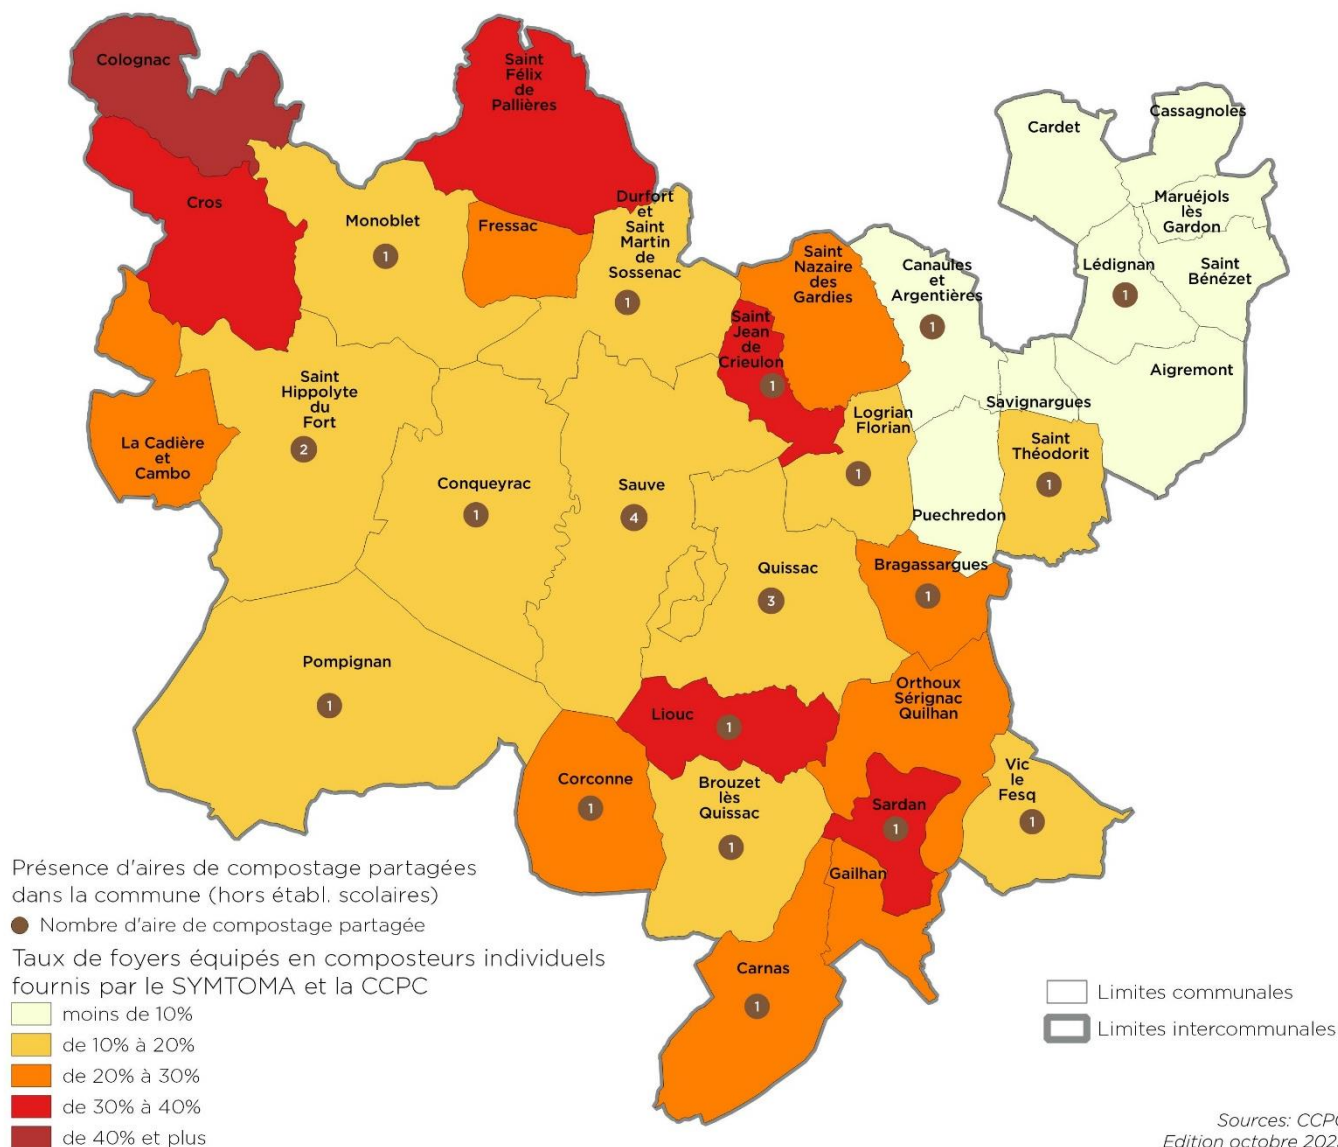 Colognac
Saint
Félix
de
Pallières
Cassagnoles
Cardet
Cros
Maruéjols
lès
Gardon
Durfort
et
Saint
Martin
de
Sossenac
1
Monoblet
1
Fressac
Saint
Nazaire
des
Gardies
Canaules
et
Argentières
1
Lédignan
1
Saint
Bénézet
Saint
Jean
de
Crieulon
1
Aigremont
Saint
Hippolyte
du
Fort
2
Savignargues
Logrian
Florian
1
Saint
Théodorit
1
La Cadière
et
Cambo
Conqueyrac
1
Sauve
4
Puechredon
Quissac
3
Bragassargues
1
Pompignan
1
Orthoux
Sérignac
Quilhan
Liouc
1
Corconne
1
Brouzet
lès
Quissac
1
Vic
le
Fesq
1
Sardan
1
Gailhan
Carnas
1
Présence d'aires de compostage partagées
dans la commune (hors établ. scolaires)
Nombre d'aire de compostage partagée
Taux de foyers équipés en composteurs individuels
fournis par le SYMTOMA et la CCPC
moins de 10%
de 10% à 20%
de 20% à 30%
de 30% à 40%
de 40% et plus
Limites communales
Limites intercommunales
Sources:
Edition octobre